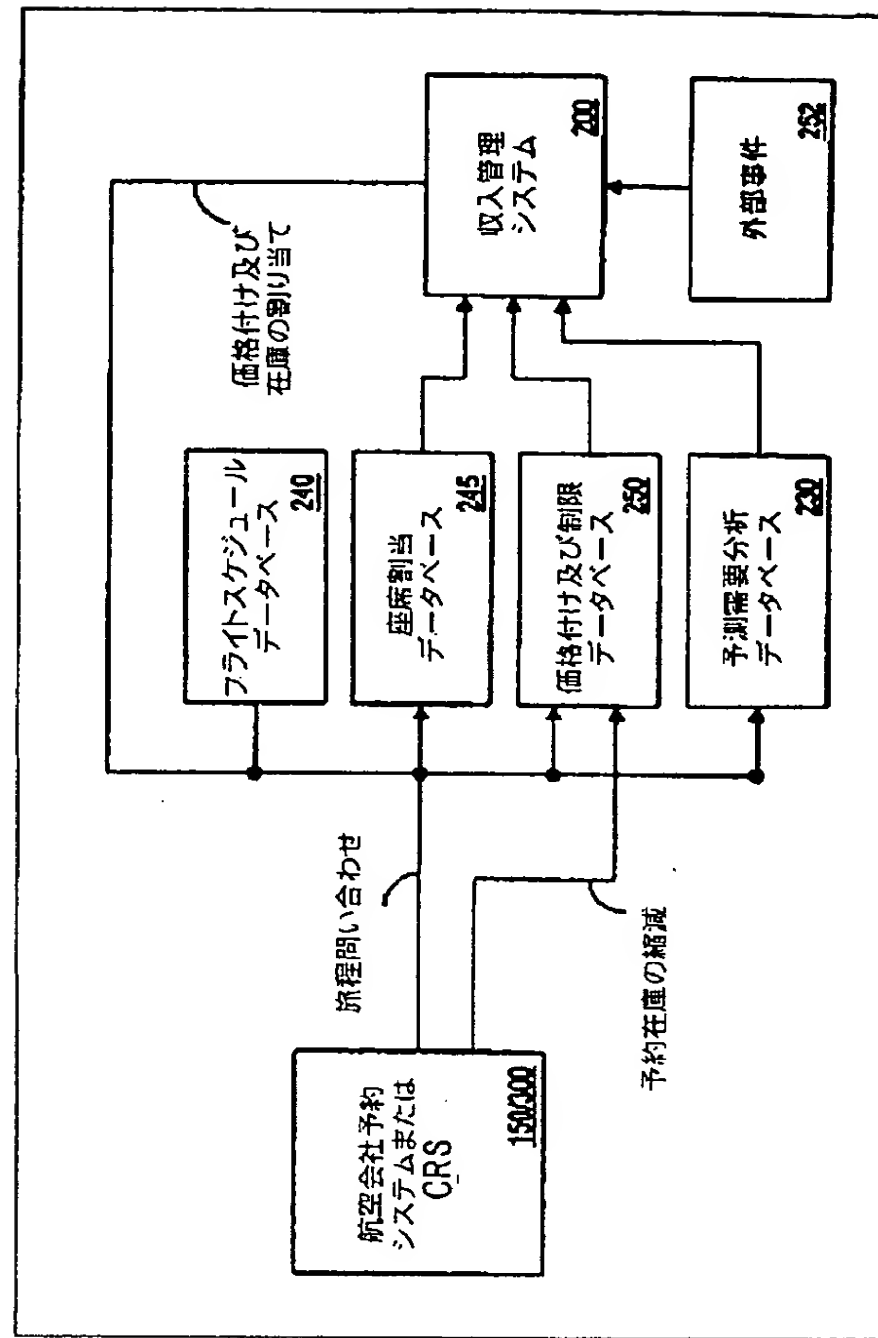 航空会社予約
システムまたは
CRS
150/300
旅程問い合わせ
予約在庫の縮減
フライトスケジュール
データベース
240
座席割当
データベース
245
価格付け及び制限
データベース
250
予測需要分析
データベース
230
価格付け及び
在庫の割り当て
収入管理
システム
200
外部事件
252